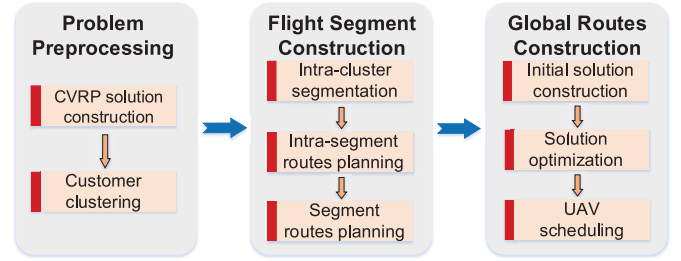 Problem
Preprocessing
CVRP solution
construction
Customer
clustering
Flight Segment
Construction
Intra-cluster
segmentation
Intra-segment
routes planning
Segment
routes planning
Global Routes
Construction
Initial solution
construction
Solution
optimization
UAV
scheduling